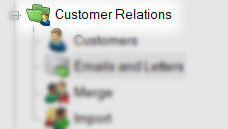 Customer Relations
Customers
Emails and Letters
Merge
Import